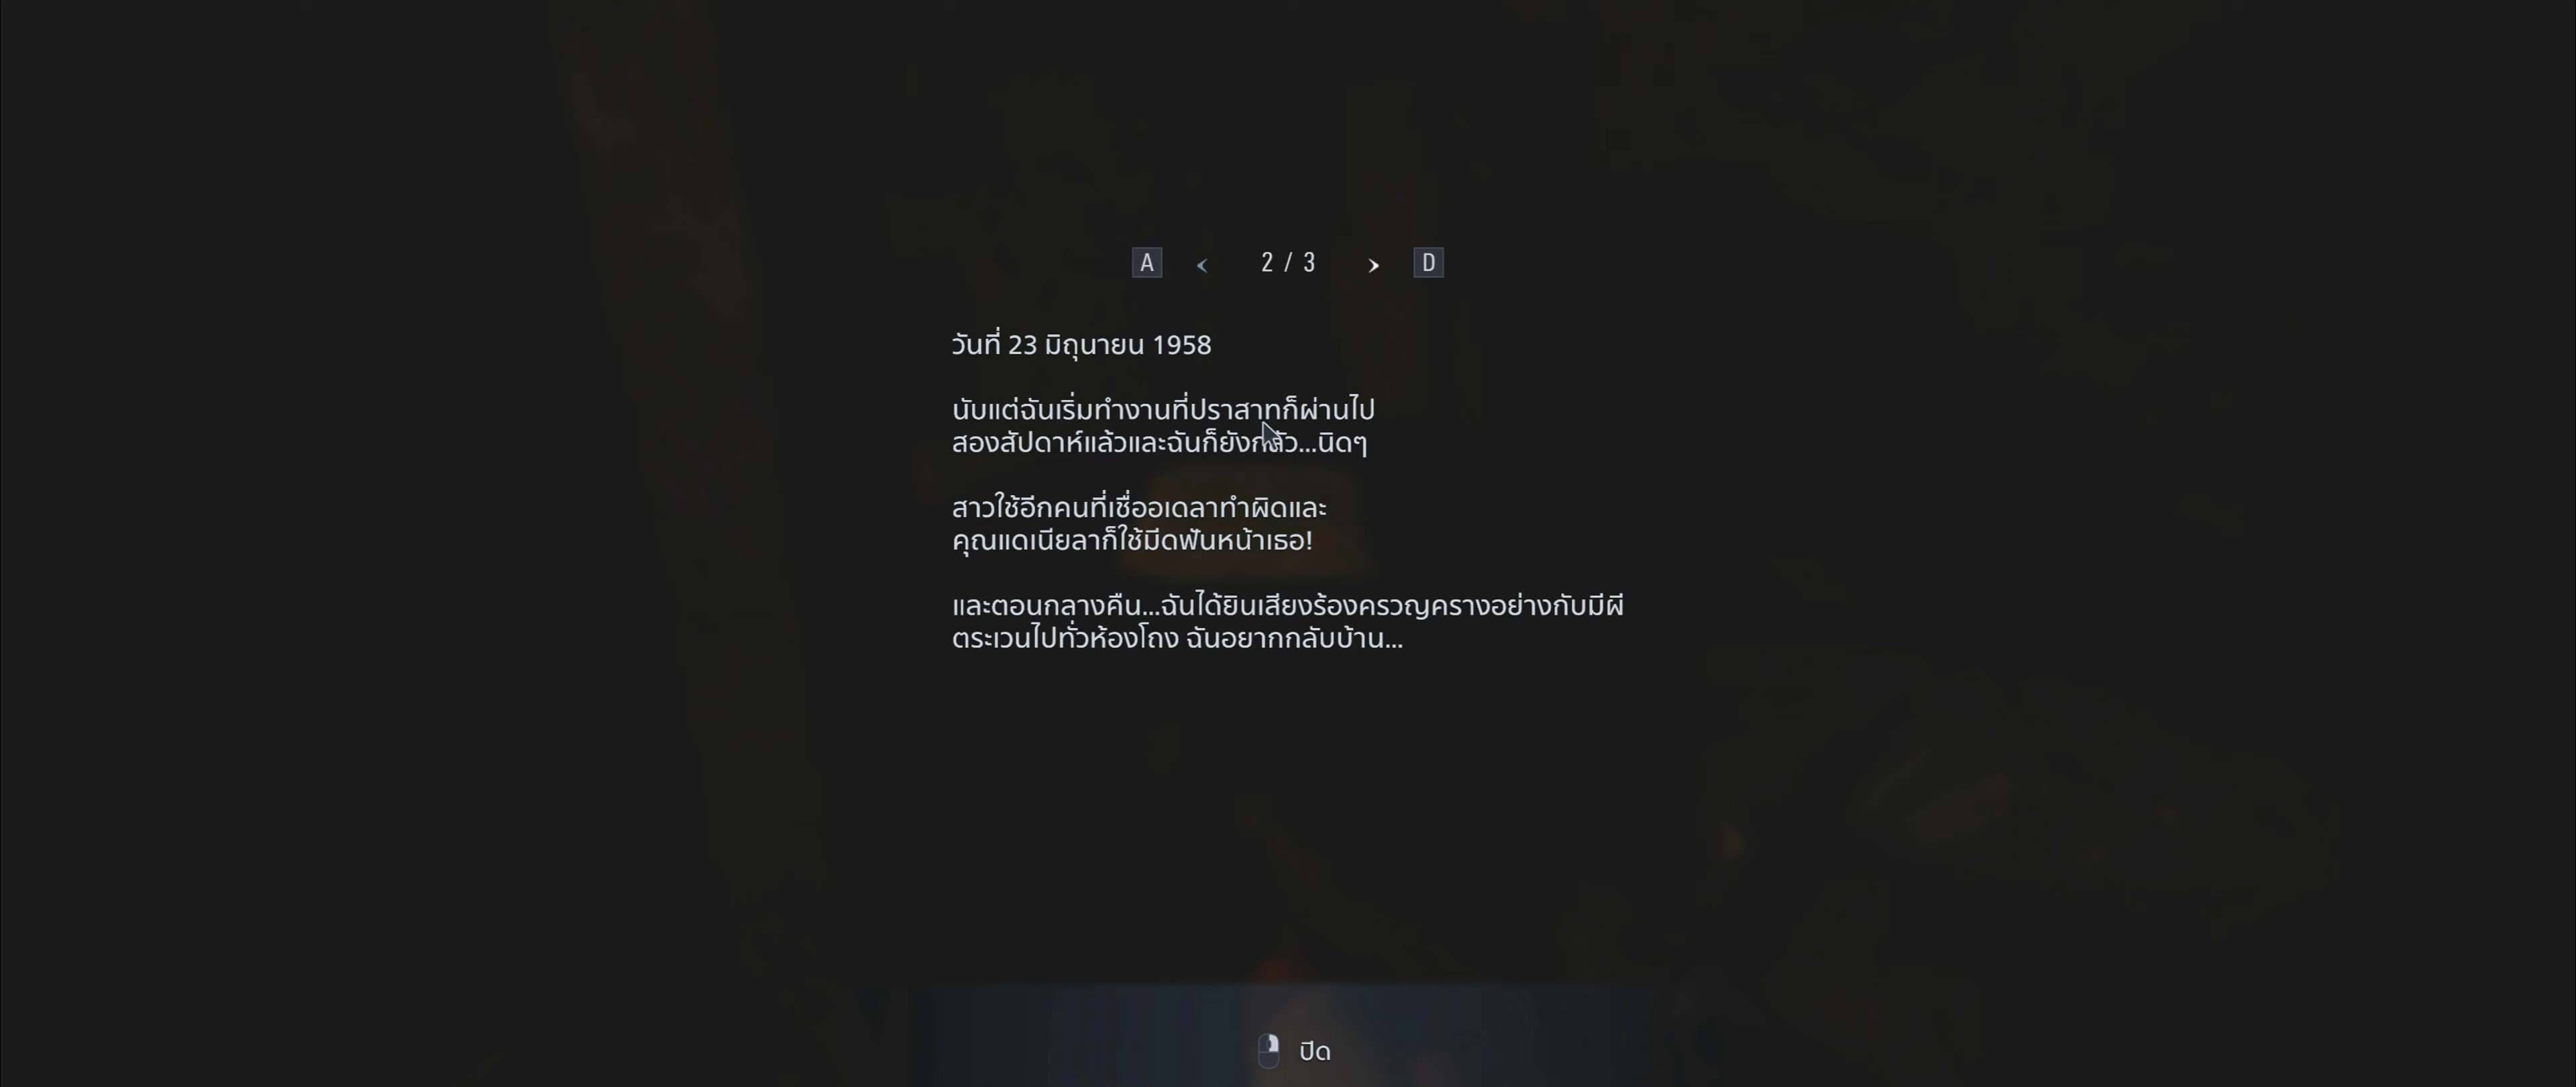 A < 2 / 3 > D
วันที่ 23 มิถุนายน 1958
นับแต่ฉันเริ่มทำงานที่ปราสาทก็ผ่านไป
สองสัปดาห์แล้วและฉันก็ยังกลัว...นิดๆ
สาวใช้อีกคนที่เชื่ออเดลาทำผิดและ
คุณแดเนียลาก็ใช้มีดฟันหน้าเธอ!
และตอนกลางคืน...ฉันได้ยินเสียงร้องครวญครางอย่างกับมีผี
ตระเวนไปทั่วห้องโถง ฉันอยากกลับบ้าน...
ปิด